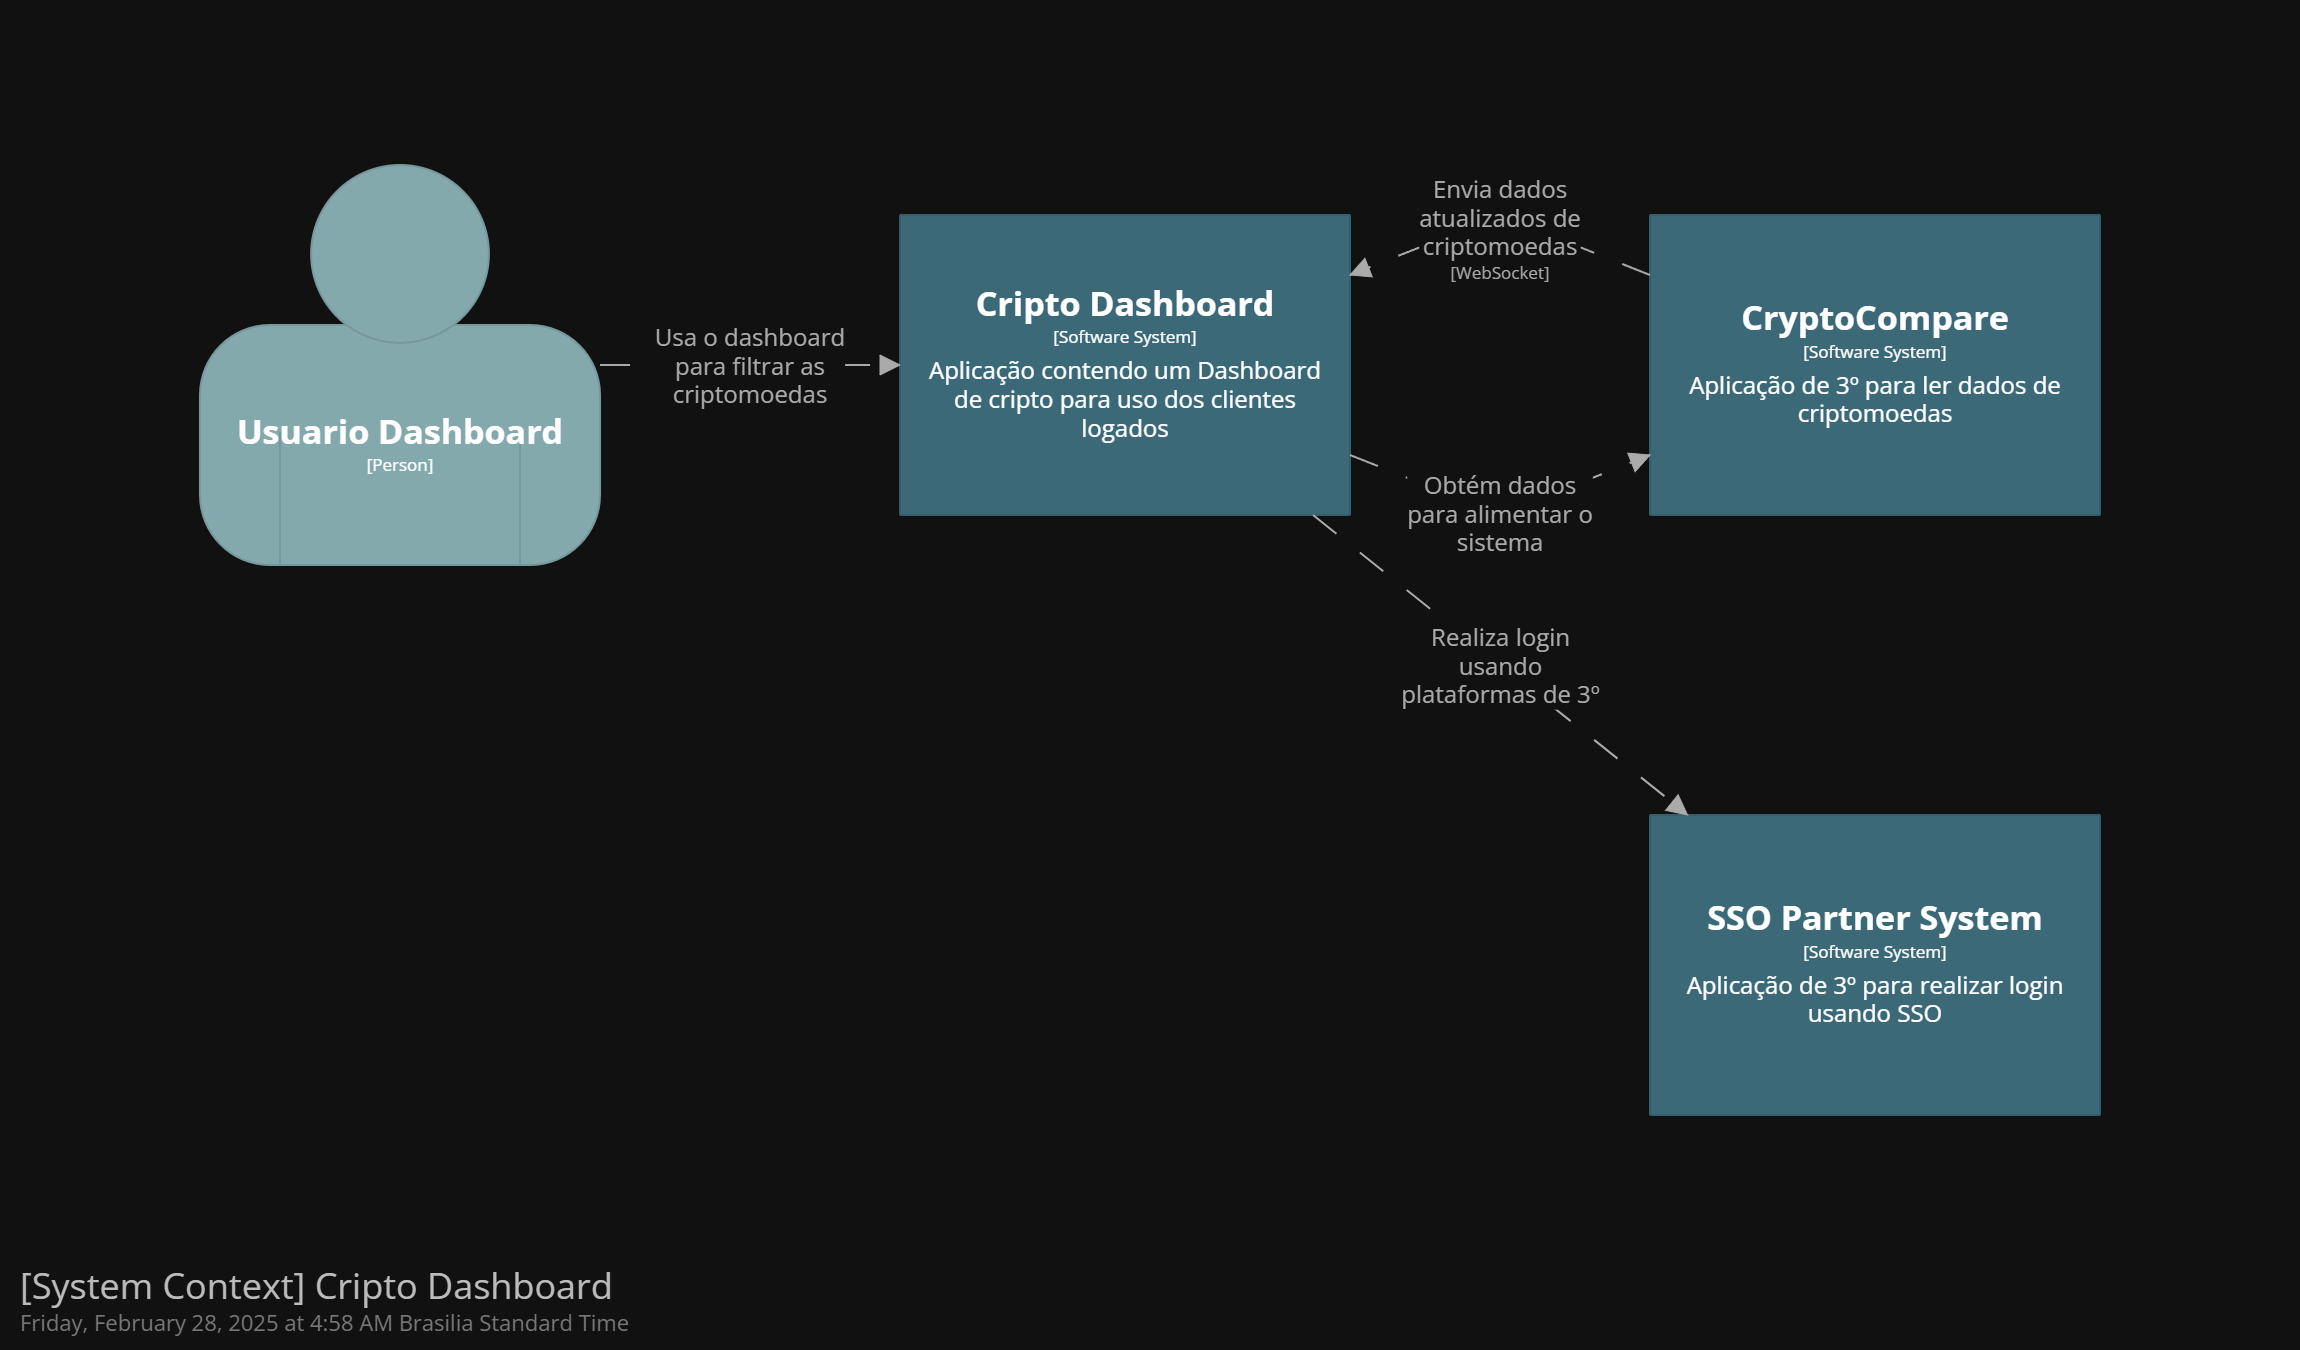 Usuario Dashboard
[Person]
Usa o dashboard
para filtrar as
criptomoedas
Cripto Dashboard
[Software System]
Aplicação contendo um Dashboard
de cripto para uso dos clientes
logados
Envia dados
atualizados de
criptomoedas
[WebSocket]
Obtém dados
para alimentar o
sistema
CryptoCompare
[Software System]
Aplicação de 3º para ler dados de
criptomoedas
Realiza login
usando
plataformas de 3º
SSO Partner System
[Software System]
Aplicação de 3º para realizar login
usando SSO
[System Context] Cripto Dashboard
Friday, February 28, 2025 at 4:58 AM Brasilia Standard Time